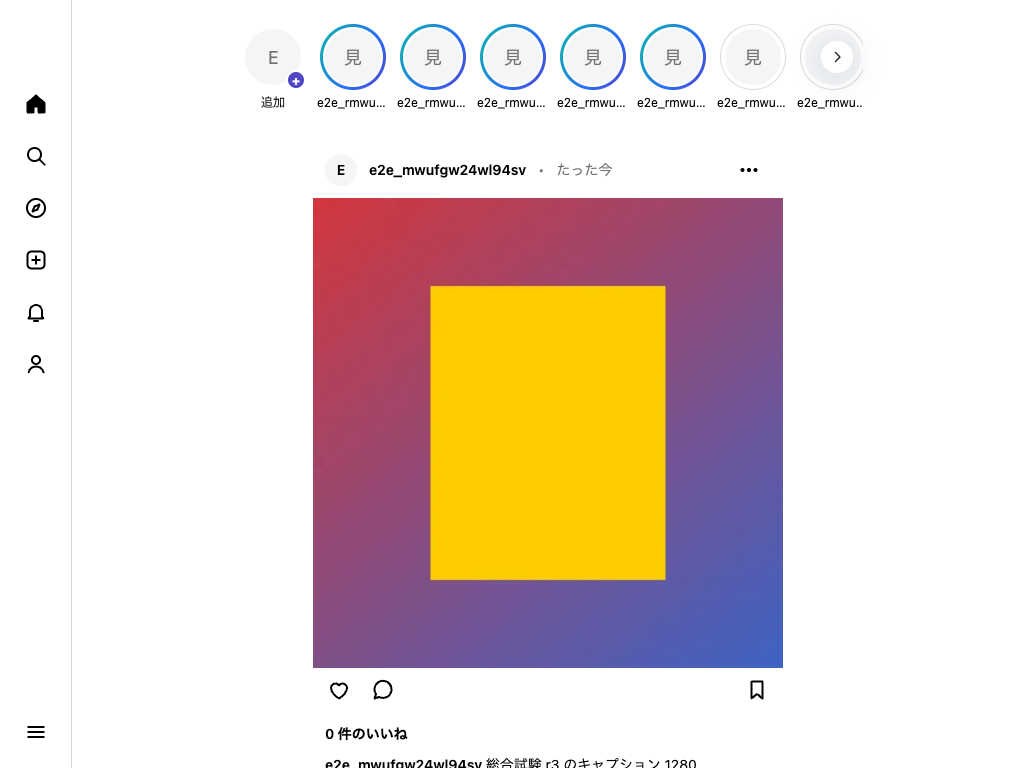 E 見 見 見 見 見 見
追加 e2e_rmwu... e2e_rmwu... e2e_rmwu... e2e_rmwu... e2e_rmwu... e2e_rmwu... e2e_rmwu..
E e2e_mwufgw24wl94sv • たった今
0 件のいいね
e2e_mwufgw24wl94sv 総合試験 r3 のキャプション 1280